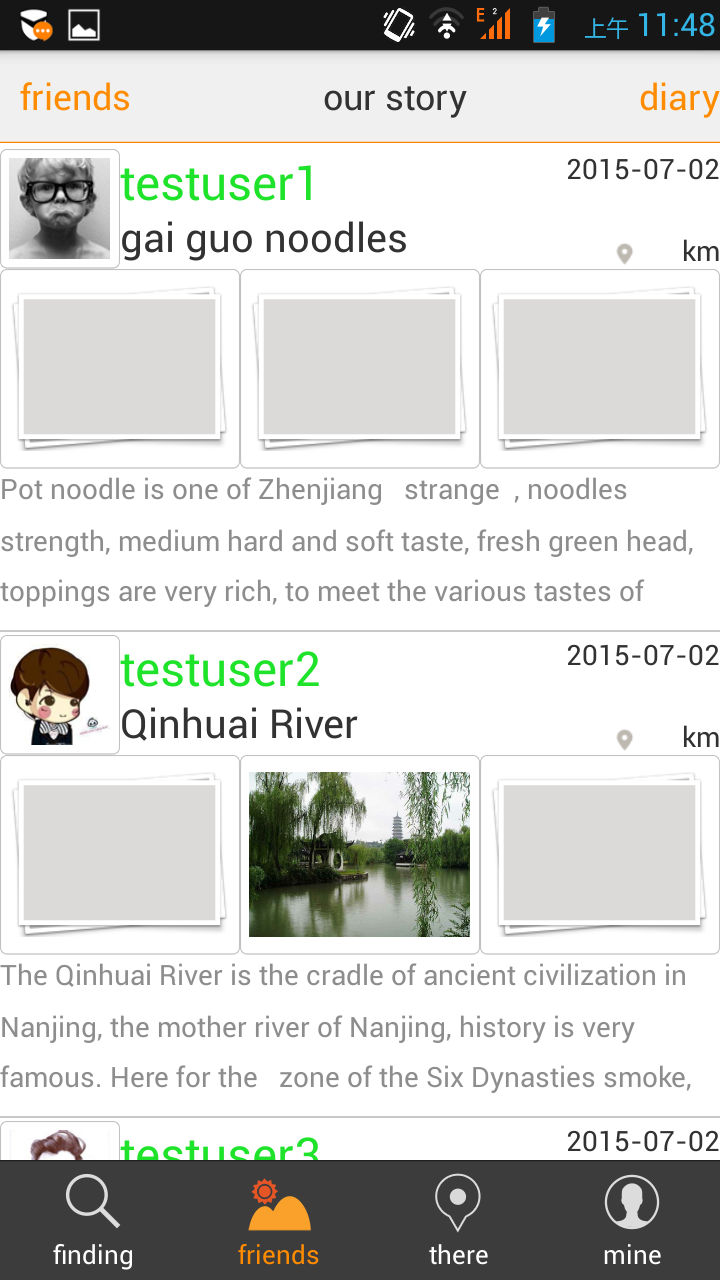 E 2 上午 11:48
friends our story diary
testuser1 2015-07-02
gai guo noodles km
Pot noodle is one of Zhenjiang strange , noodles
strength, medium hard and soft taste, fresh green head,
toppings are very rich, to meet the various tastes of
testuser2 2015-07-02
Qinhuai River km
The Qinhuai River is the cradle of ancient civilization in
Nanjing, the mother river of Nanjing, history is very
famous. Here for the zone of the Six Dynasties smoke,
testuser3 2015-07-02
finding friends there mine